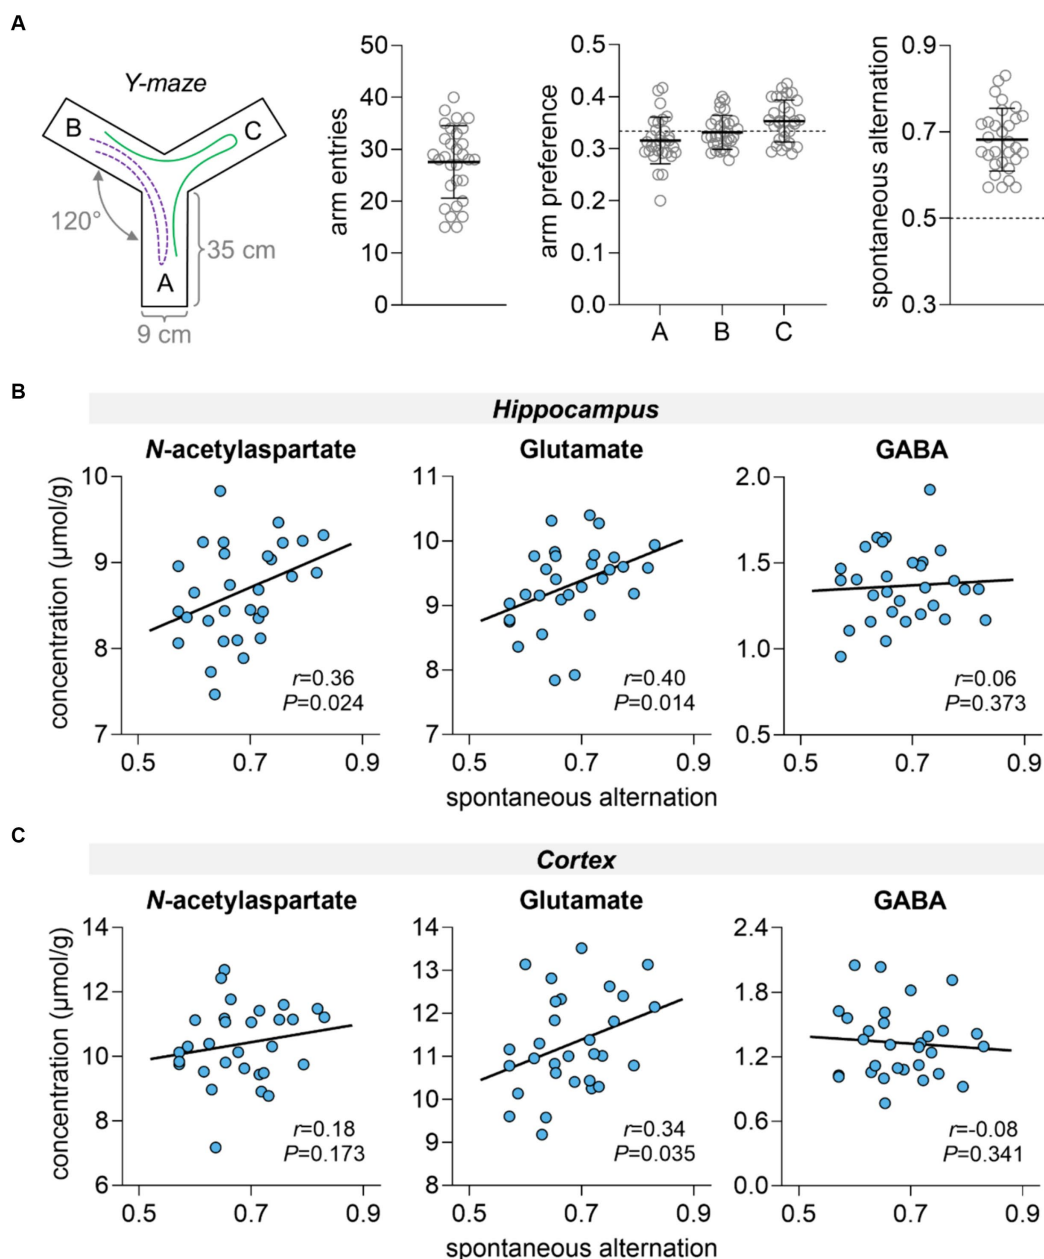 A
Y-maze
B
C
A
120°
35 cm
9 cm
arm entries
50
40
30
20
10
0
arm preference
0.5
0.4
0.3
0.2
0.1
0.0
A B C
spontaneous alternation
0.9
0.7
0.5
0.3
B
Hippocampus
N-acetylaspartate
concentration (µmol/g)
10
9
8
7
r=0.36
P=0.024
0.5 0.7 0.9
Glutamate
11
10
9
8
7
r=0.40
P=0.014
0.5 0.7 0.9
spontaneous alternation
GABA
2.0
1.5
1.0
0.5
r=0.06
P=0.373
0.5 0.7 0.9
C
Cortex
N-acetylaspartate
concentration (µmol/g)
14
12
10
8
6
r=0.18
P=0.173
0.5 0.7 0.9
Glutamate
14
13
12
11
10
9
8
r=0.34
P=0.035
0.5 0.7 0.9
spontaneous alternation
GABA
2.4
1.8
1.2
0.6
0.0
r=-0.08
P=0.341
0.5 0.7 0.9